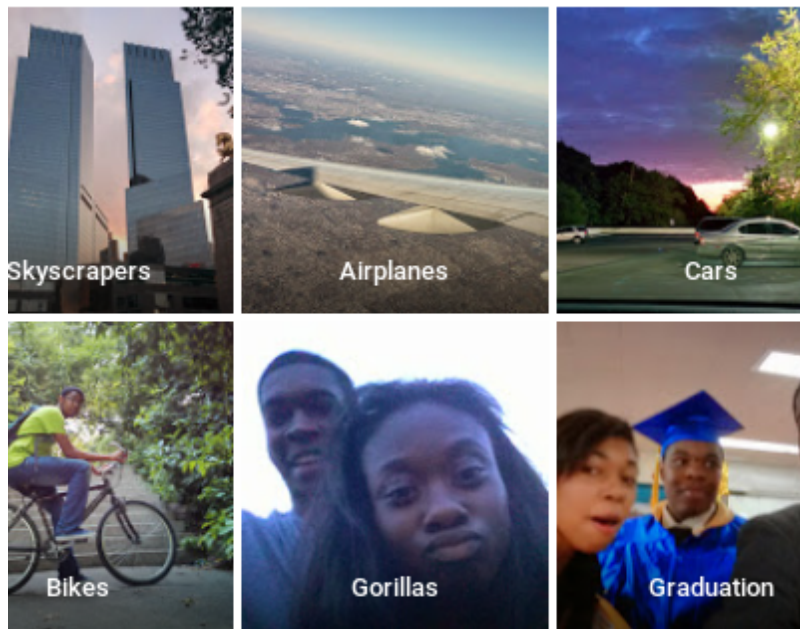 Skyscrapers
Airplanes
Cars
Bikes
Gorillas
Graduation